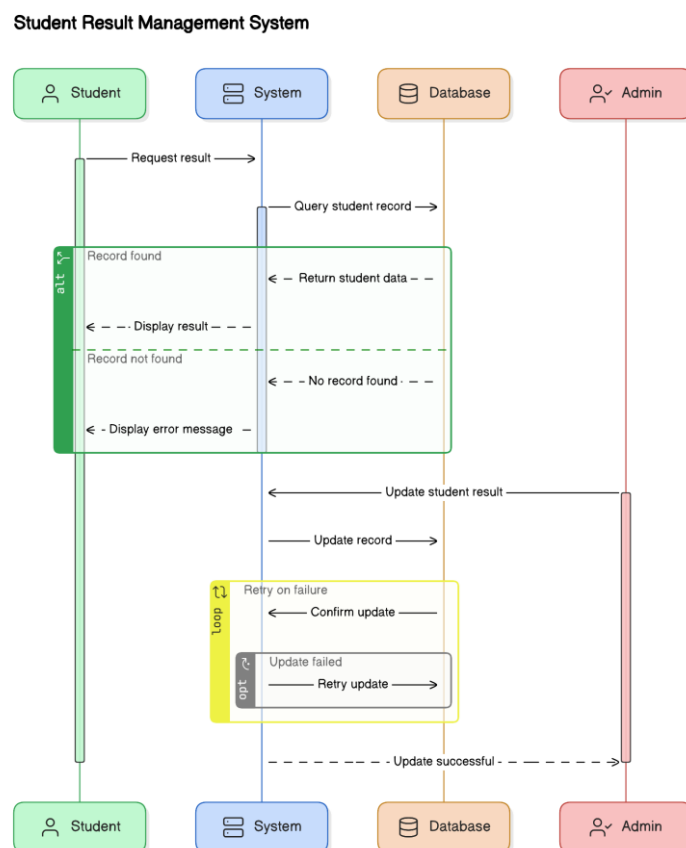 Student Result Management System
Student
System
Database
Admin
Request result
Query student record
alt
Record found
Return student data
Display result
Record not found
No record found
Display error message
Update student result
Update record
loop
Retry on failure
Confirm update
opt
Update failed
Retry update
Update successful
Student
System
Database
Admin